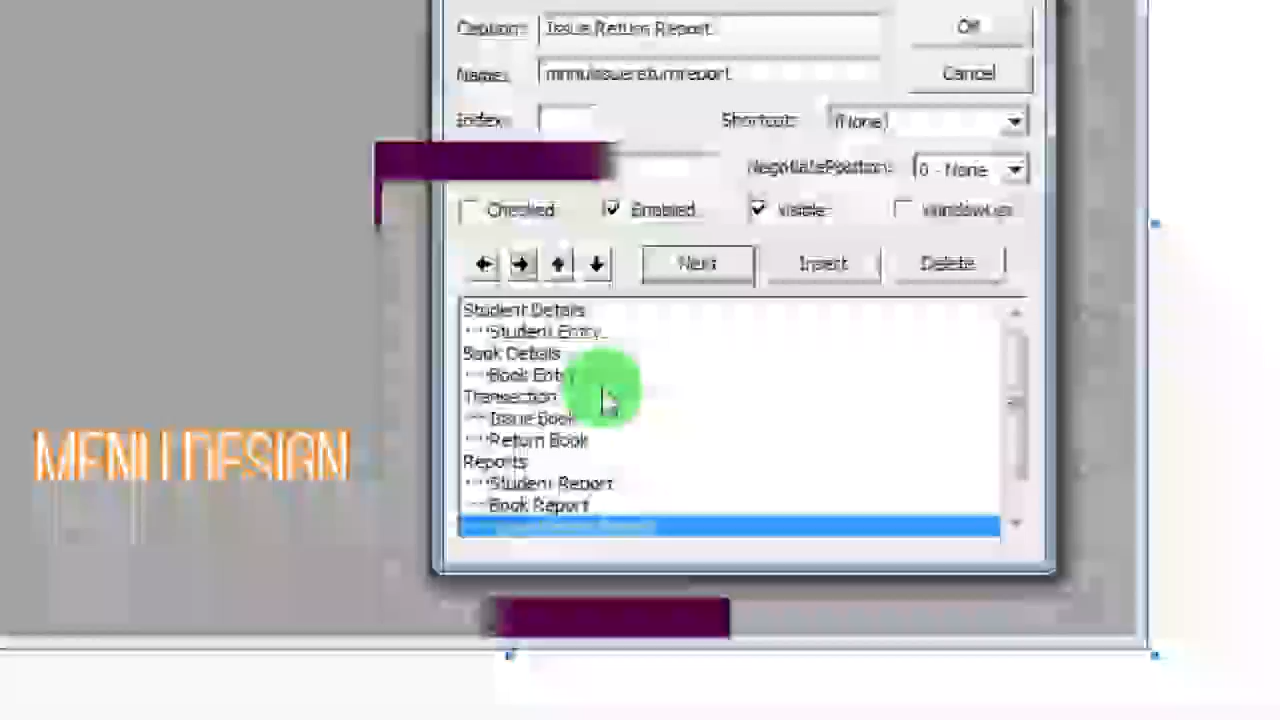 Caption: Issue Return Report
OK
Name: mnuissuereturnreport
Cancel
Index:
Shortcut: (None)
NegotiatePosition: 0 - None
Checked
Enabled
Visible
WindowList
Next
Insert
Delete
Student Details
····Student Entry
Book Details
····Book Entry
Transection
····Issue Book
····Return Book
Reports
····Student Report
····Book Report
MENU DESIGN